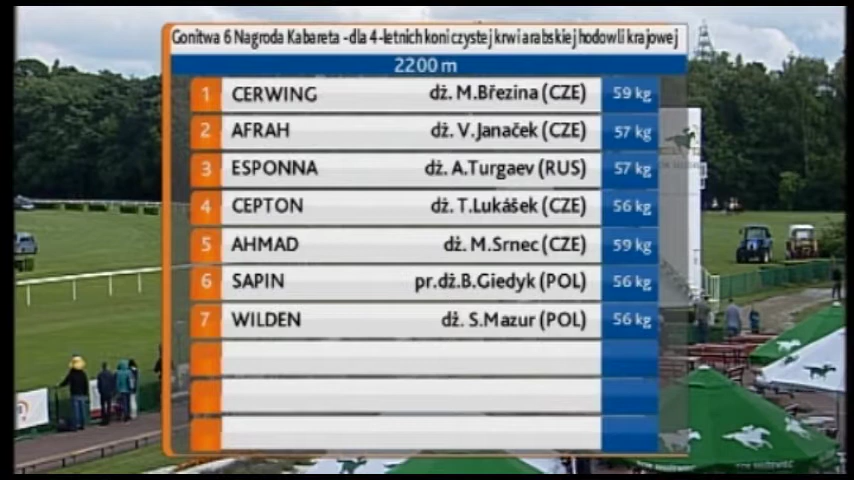 Gonitwa 6 Nagroda Kabareta - dla 4-letnich koni czystej krwi arabskiej hodowli krajowej
2200 m
1 CERWING dż. M.Březina (CZE) 59 kg
2 AFRAH dż. V.Janaček (CZE) 57 kg
3 ESPONNA dż. A.Turgaev (RUS) 57 kg
4 CEPTON dż. T.Lukášek (CZE) 56 kg
5 AHMAD dż. M.Srnec (CZE) 59 kg
6 SAPIN pr.dż.B.Giedyk (POL) 56 kg
7 WILDEN dż. S.Mazur (POL) 56 kg